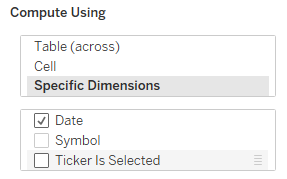 Compute Using
Table (across)
Cell
Specific Dimensions
Date
Symbol
Ticker Is Selected